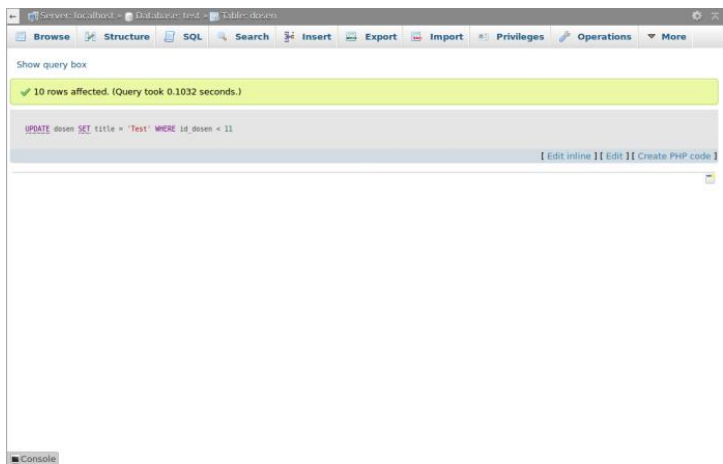 Server: localhost » Database: test » Table: dosen
Browse Structure SQL Search Insert Export Import Privileges Operations More
Show query box
10 rows affected. (Query took 0.1032 seconds.)
UPDATE dosen SET title = 'Test' WHERE id_dosen < 11
[ Edit inline ] [ Edit ] [ Create PHP code ]
Console